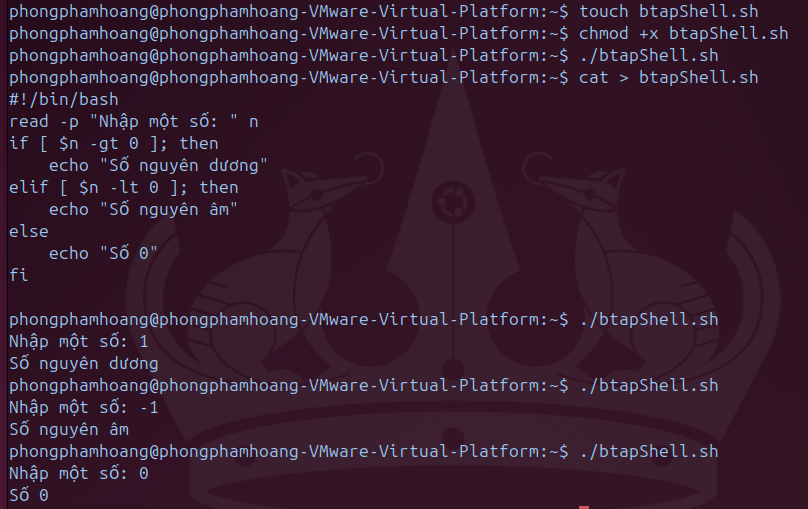 phongphamhoang@phongphamhoang-VMware-Virtual-Platform:~$ touch btapShell.sh
phongphamhoang@phongphamhoang-VMware-Virtual-Platform:~$ chmod +x btapShell.sh
phongphamhoang@phongphamhoang-VMware-Virtual-Platform:~$ ./btapShell.sh
phongphamhoang@phongphamhoang-VMware-Virtual-Platform:~$ cat > btapShell.sh
#!/bin/bash
read -p "Nhập một số: " n
if [ $n -gt 0 ]; then
    echo "Số nguyên dương"
elif [ $n -lt 0 ]; then
    echo "Số nguyên âm"
else
    echo "Số 0"
fi

phongphamhoang@phongphamhoang-VMware-Virtual-Platform:~$ ./btapShell.sh
Nhập một số: 1
Số nguyên dương
phongphamhoang@phongphamhoang-VMware-Virtual-Platform:~$ ./btapShell.sh
Nhập một số: -1
Số nguyên âm
phongphamhoang@phongphamhoang-VMware-Virtual-Platform:~$ ./btapShell.sh
Nhập một số: 0
Số 0